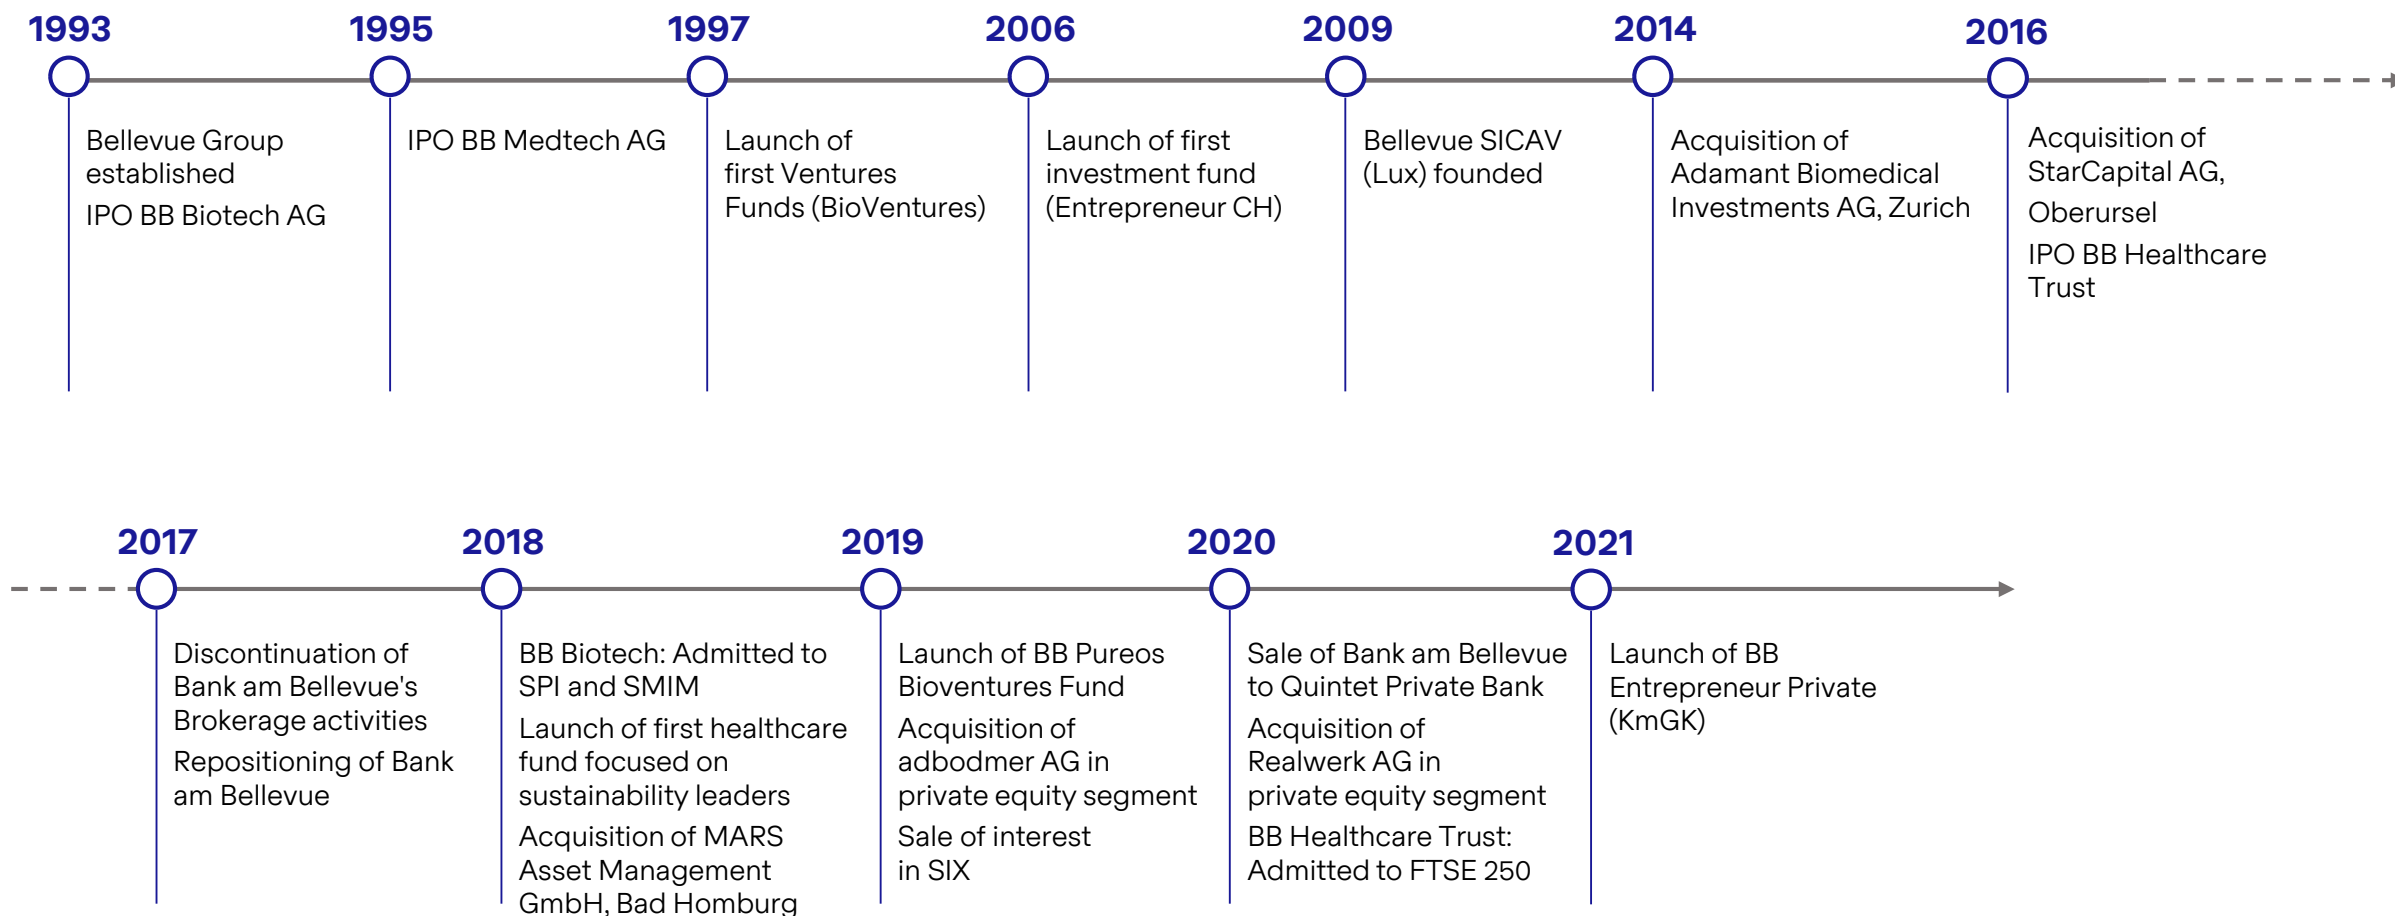 1993
Bellevue Group
established
IPO BB Biotech AG
1995
IPO BB Medtech AG
1997
Launch of
first Ventures
Funds (BioVentures)
2006
Launch of first
investment fund
(Entrepreneur CH)
2009
Bellevue SICAV
(Lux) founded
2014
Acquisition of
Adamant Biomedical
Investments AG, Zurich
2016
Acquisition of
StarCapital AG,
Oberursel
IPO BB Healthcare
Trust
2017
Discontinuation of
Bank am Bellevue's
Brokerage activities
Repositioning of Bank
am Bellevue
2018
BB Biotech: Admitted to
SPI and SMIM
Launch of first healthcare
fund focused on
sustainability leaders
Acquisition of MARS
Asset Management
GmbH, Bad Homburg
2019
Launch of BB Pureos
Bioventures Fund
Acquisition of
adbodmer AG in
private equity segment
Sale of interest
in SIX
2020
Sale of Bank am Bellevue
to Quintet Private Bank
Acquisition of
Realwerk AG in
private equity segment
BB Healthcare Trust:
Admitted to FTSE 250
2021
Launch of BB
Entrepreneur Private
(KmGK)